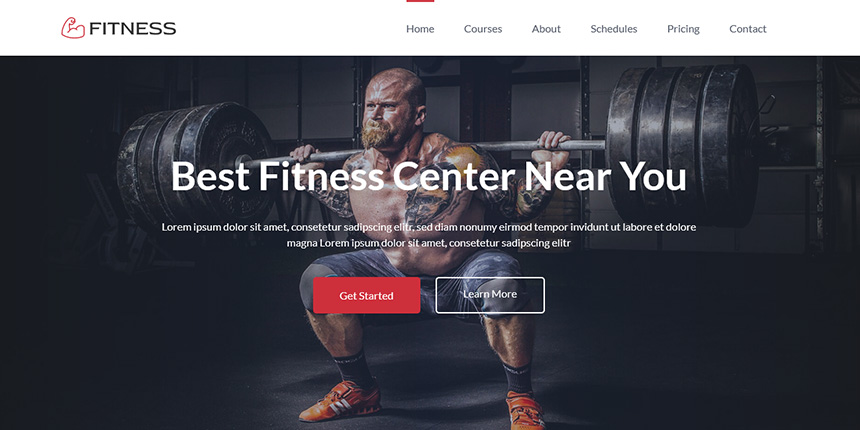 FITNESS
Home
Courses
About
Schedules
Pricing
Contact
Best Fitness Center Near You
Lorem ipsum dolor sit amet, consetetur sadipscing elitr, sed diam nonumy eirmod tempor invidunt ut labore et dolore
magna Lorem ipsum dolor sit amet, consetetur sadipscing elitr
Get Started
Learn More